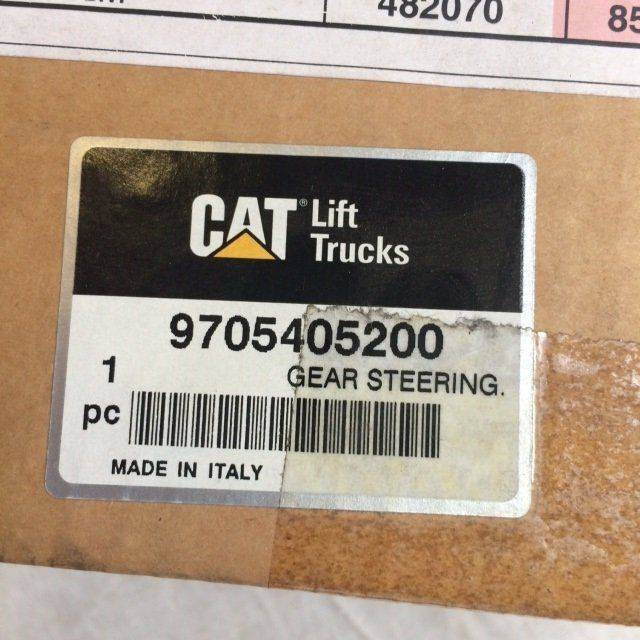 482070
85
CAT® Lift
Trucks
9705405200
1
GEAR STEERING.
pc
MADE IN ITALY